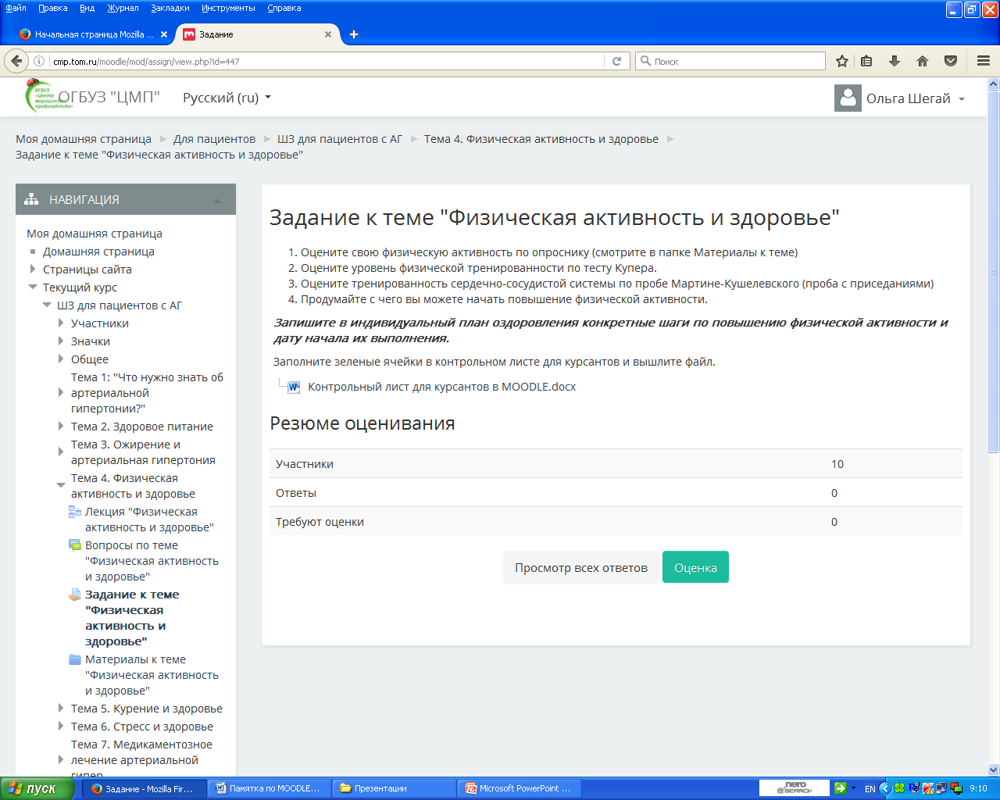 Файл Правка Вид Журнал Закладки Инструменты Справка
Начальная страница Mozilla ...
Задание
cmp.tom.ru/moodle/mod/assign/view.php?id=447
Поиск
ОГБУЗ «Центр медицинской профилактики»
ОГБУЗ "ЦМП"
Русский (ru)
Ольга Шегай
Моя домашняя страница
Для пациентов
ШЗ для пациентов с АГ
Тема 4. Физическая активность и здоровье
Задание к теме "Физическая активность и здоровье"
НАВИГАЦИЯ
Моя домашняя страница
Домашняя страница
Страницы сайта
Текущий курс
ШЗ для пациентов с АГ
Участники
Значки
Общее
Тема 1: "Что нужно знать об
артериальной
гипертонии?"
Тема 2. Здоровое питание
Тема 3. Ожирение и
артериальная гипертония
Тема 4. Физическая
активность и здоровье
Лекция "Физическая
активность и здоровье"
Вопросы по теме
"Физическая активность
и здоровье"
Задание к теме
"Физическая
активность и
здоровье"
Материалы к теме
"Физическая активность
и здоровье"
Тема 5. Курение и здоровье
Тема 6. Стресс и здоровье
Тема 7. Медикаментозное
лечение артериальной
гипер
Задание к теме "Физическая активность и здоровье"
1. Оцените свою физическую активность по опроснику (смотрите в папке Материалы к теме)
2. Оцените уровень физической тренированности по тесту Купера.
3. Оцените тренированность сердечно-сосудистой системы по пробе Мартине-Кушелевского (проба с приседаниями)
4. Продумайте с чего вы можете начать повышение физической активности.
Запишите в индивидуальный план оздоровления конкретные шаги по повышению физической активности и
дату начала их выполнения.
Заполните зеленые ячейки в контрольном листе для курсантов и вышлите файл.
Контрольный лист для курсантов в MOODLE.docx
Резюме оценивания
Участники 10
Ответы 0
Требуют оценки 0
Просмотр всех ответов
Оценка
пуск
Задание - Mozilla Fir...
Памятка по MOODLE...
Презентации
Microsoft PowerPoint ...
nero
SEARCH
EN
9:10